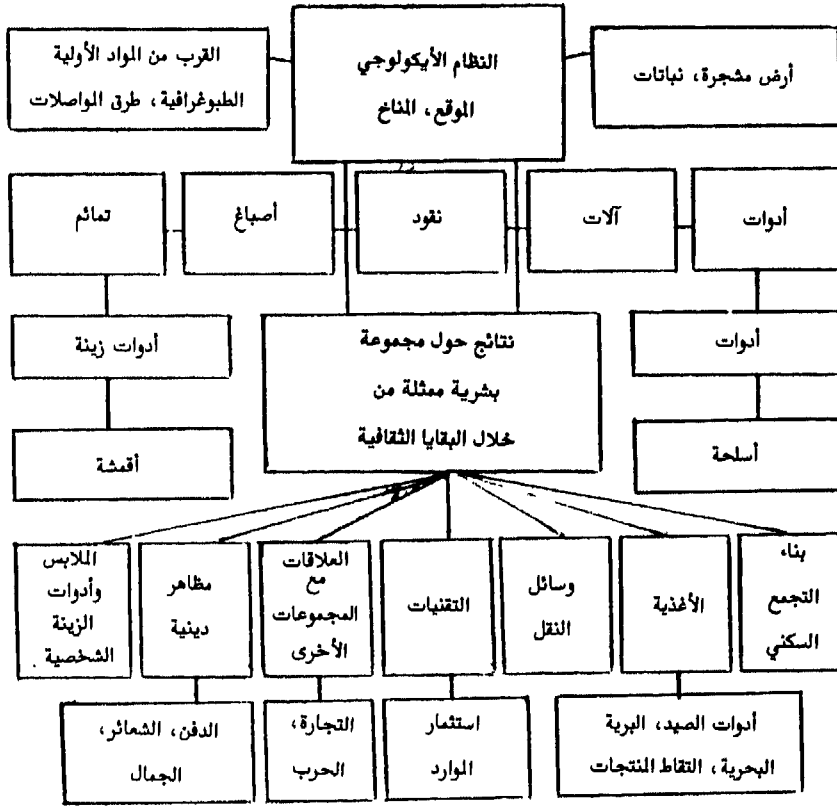 أرض مشجرة، نباتات
النظام الأيكولوجي
الموقع، المناخ
القرب من المواد الأولية
الطبوغرافية، طرق المواصلات
أدوات
آلات
نقود
أصباغ
تمائم
أدوات
نتائج حول مجموعة
بشرية ممثلة من
خلال البقايا الثقافية
أدوات زينة
أسلحة
أقمشة
بناء
التجمع
السكني
الأغذية
وسائل
النقل
التقنيات
العلاقات
مع
المجموعات
الأخرى
مظاهر
دينية
الملابس
وأدوات
الزينة
الشخصية
أدوات الصيد، البرية
البحرية، التقاط المنتجات
استثمار
الموارد
التجارة،
الحرب
الدفن، الشعائر،
الجمال